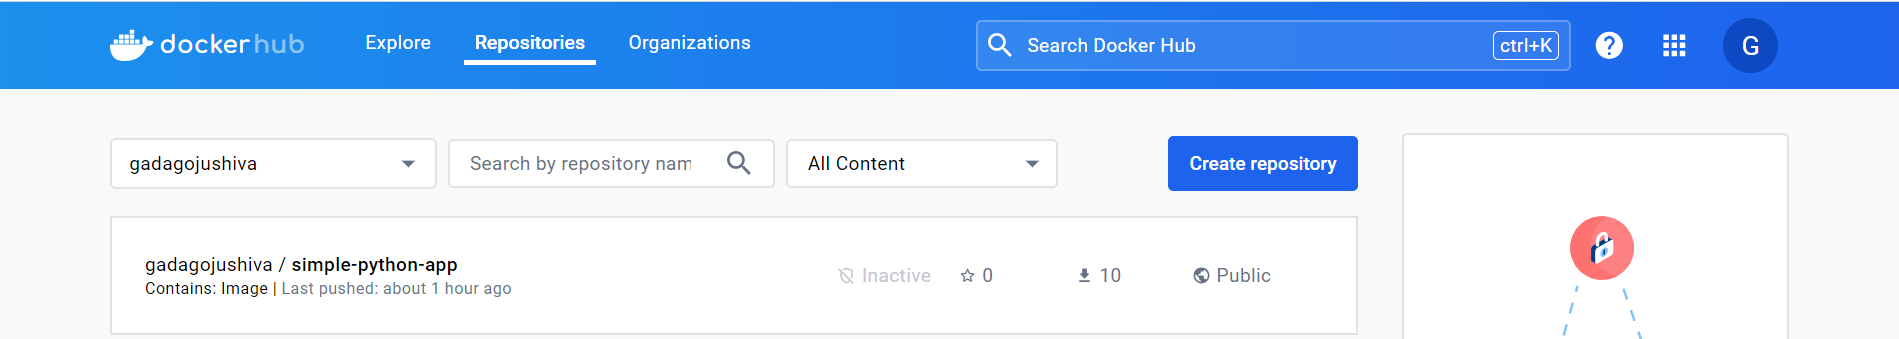 docker hub Explore Repositories Organizations Search Docker Hub ctrl+K ? G
gadagojushiva Search by repository nam All Content Create repository
gadagojushiva / simple-python-app
Contains: Image | Last pushed: about 1 hour ago
Inactive 0 10 Public